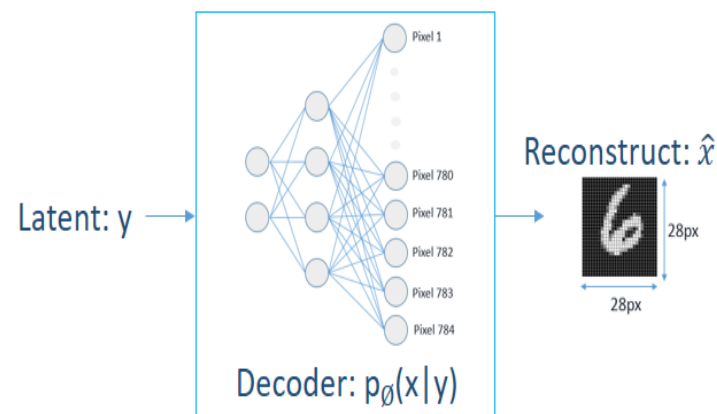 Pixel 1
Pixel 780
Pixel 781
Pixel 782
Pixel 783
Pixel 784
Latent: y
Decoder: pø(x|y)
Reconstruct: x̂
28px
28px